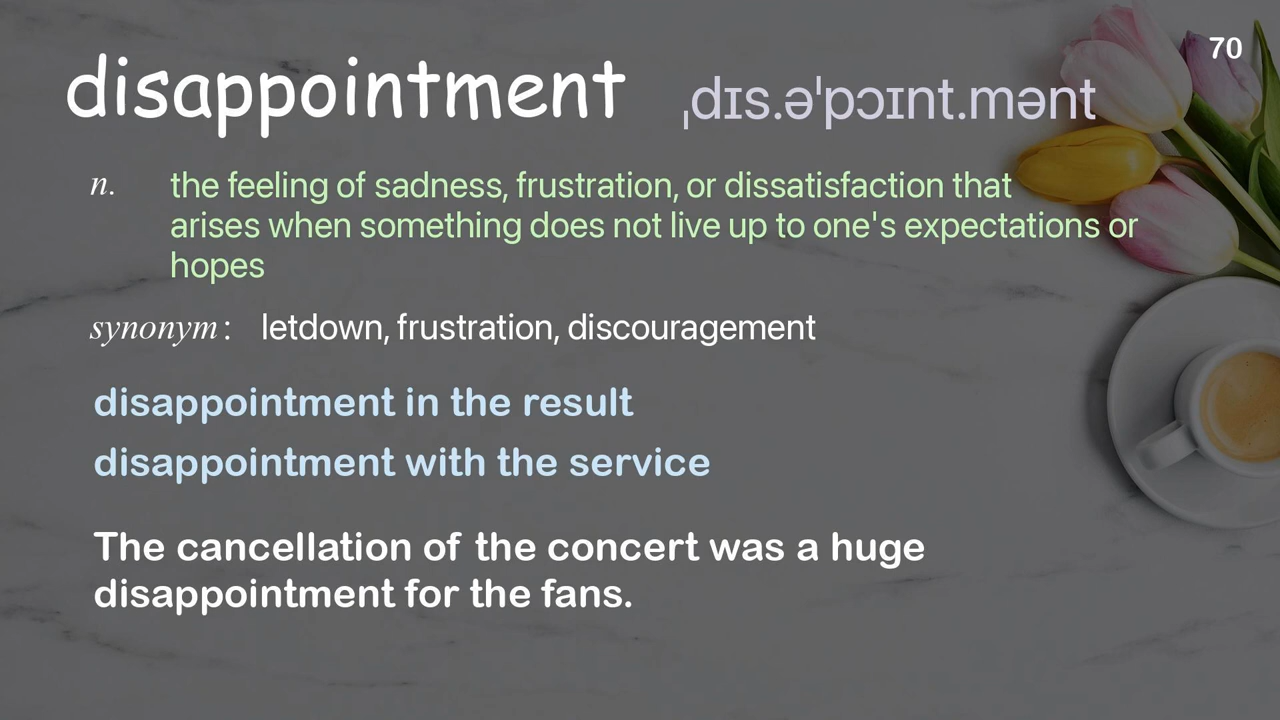 70
disappointment ˌdɪs.əˈpɔɪnt.mənt
n. the feeling of sadness, frustration, or dissatisfaction that
arises when something does not live up to one's expectations or
hopes
synonym: letdown, frustration, discouragement
disappointment in the result
disappointment with the service
The cancellation of the concert was a huge
disappointment for the fans.